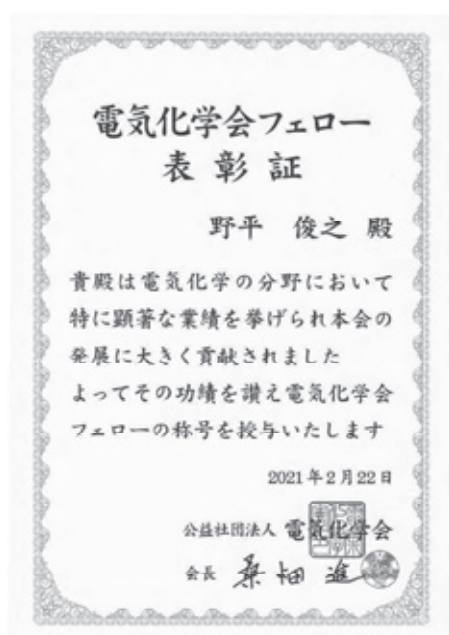 電気化学会フェロー
表彰証
野平 俊之 殿
貴殿は電気化学の分野において
特に顕著な業績を挙げられ本会の
発展に大きく貢献されました
よってその功績を讃え電気化学会
フェローの称号を授与いたします
2021年2月22日
公益社団法人 電気化学会
会長 桑畑 進